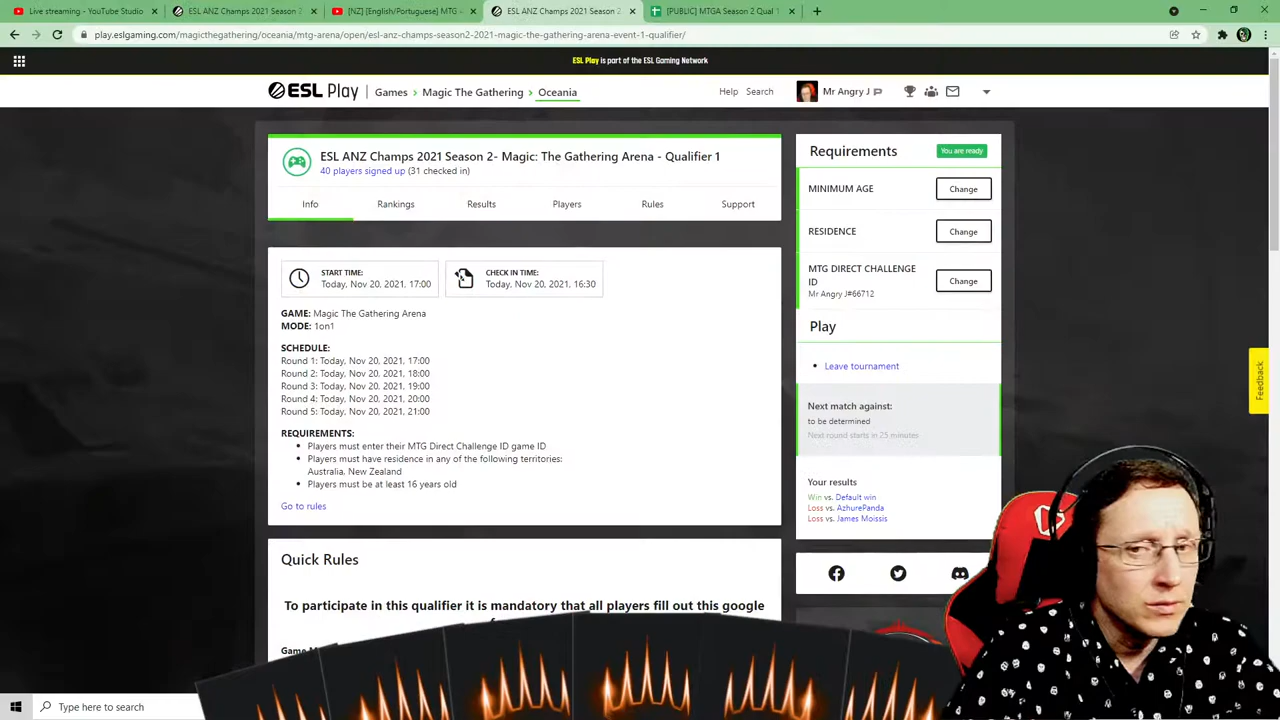 Live streaming - YouTube Studio
ESL ANZ Champs 2021 Season 2-
[NZ] [English/Portuguese] MTG -
ESL ANZ Champs 2021 Season 2-
[PUBLIC] MTGA Season 2 Qual 1
play.eslgaming.com/magicthegathering/oceania/mtg-arena/open/esl-anz-champs-season2-2021-magic-the-gathering-arena-event-1-qualifier/
ESL Play is part of the ESL Gaming Network
ESL Play
Games > Magic The Gathering > Oceania
Help
Search
Mr Angry J
ESL ANZ Champs 2021 Season 2- Magic: The Gathering Arena - Qualifier 1
40 players signed up (31 checked in)
Info
Rankings
Results
Players
Rules
Support
START TIME:
Today, Nov 20, 2021, 17:00
CHECK IN TIME:
Today, Nov 20, 2021, 16:30
GAME: Magic The Gathering Arena
MODE: 1on1
SCHEDULE:
Round 1: Today, Nov 20, 2021, 17:00
Round 2: Today, Nov 20, 2021, 18:00
Round 3: Today, Nov 20, 2021, 19:00
Round 4: Today, Nov 20, 2021, 20:00
Round 5: Today, Nov 20, 2021, 21:00
REQUIREMENTS:
• Players must enter their MTG Direct Challenge ID game ID
• Players must have residence in any of the following territories:
Australia, New Zealand
• Players must be at least 16 years old
Go to rules
Quick Rules
To participate in this qualifier it is mandatory that all players fill out this google
Requirements
You are ready
MINIMUM AGE
Change
RESIDENCE
Change
MTG DIRECT CHALLENGE
ID
Mr Angry J#66712
Change
Play
• Leave tournament
Next match against:
to be determined
Next round starts in 25 minutes
Your results
Win vs. Default win
Loss vs. AzhurePanda
Loss vs. James Moissis
Feedback
Type here to search